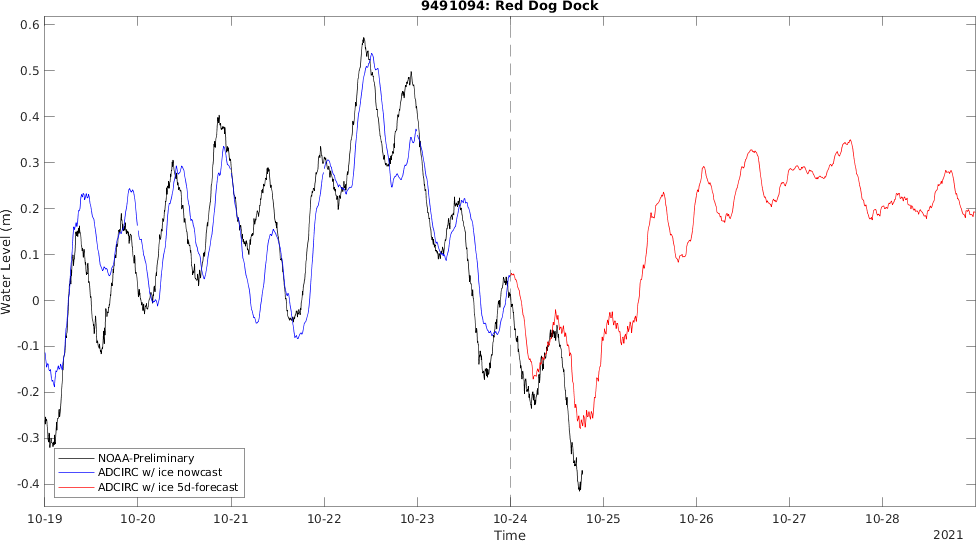 9491094: Red Dog Dock
Water Level (m)
0.6
0.5
0.4
0.3
0.2
0.1
0
-0.1
-0.2
-0.3
-0.4
NOAA-Preliminary
ADCIRC w/ ice nowcast
ADCIRC w/ ice 5d-forecast
10-19 10-20 10-21 10-22 10-23 10-24 10-25 10-26 10-27 10-28
Time
2021